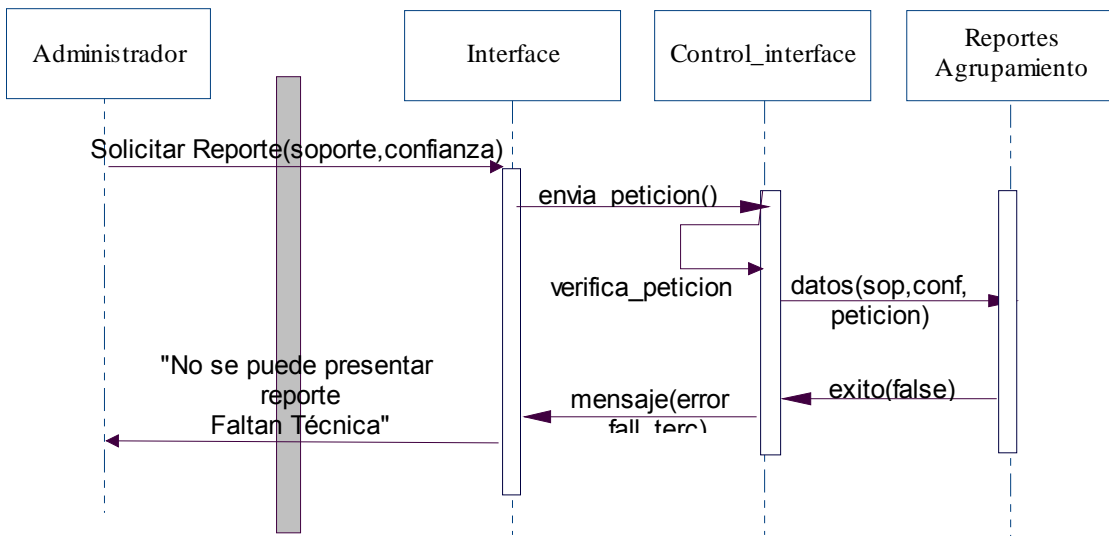 Administrador
Interface
Control_interface
Reportes
Agrupamiento
Solicitar Reporte(soporte,confianza)
envia_peticion()
verifica_peticion
datos(sop,conf,
peticion)
exito(false)
mensaje(error
fall_terc)
"No se puede presentar
reporte
Faltan Técnica"